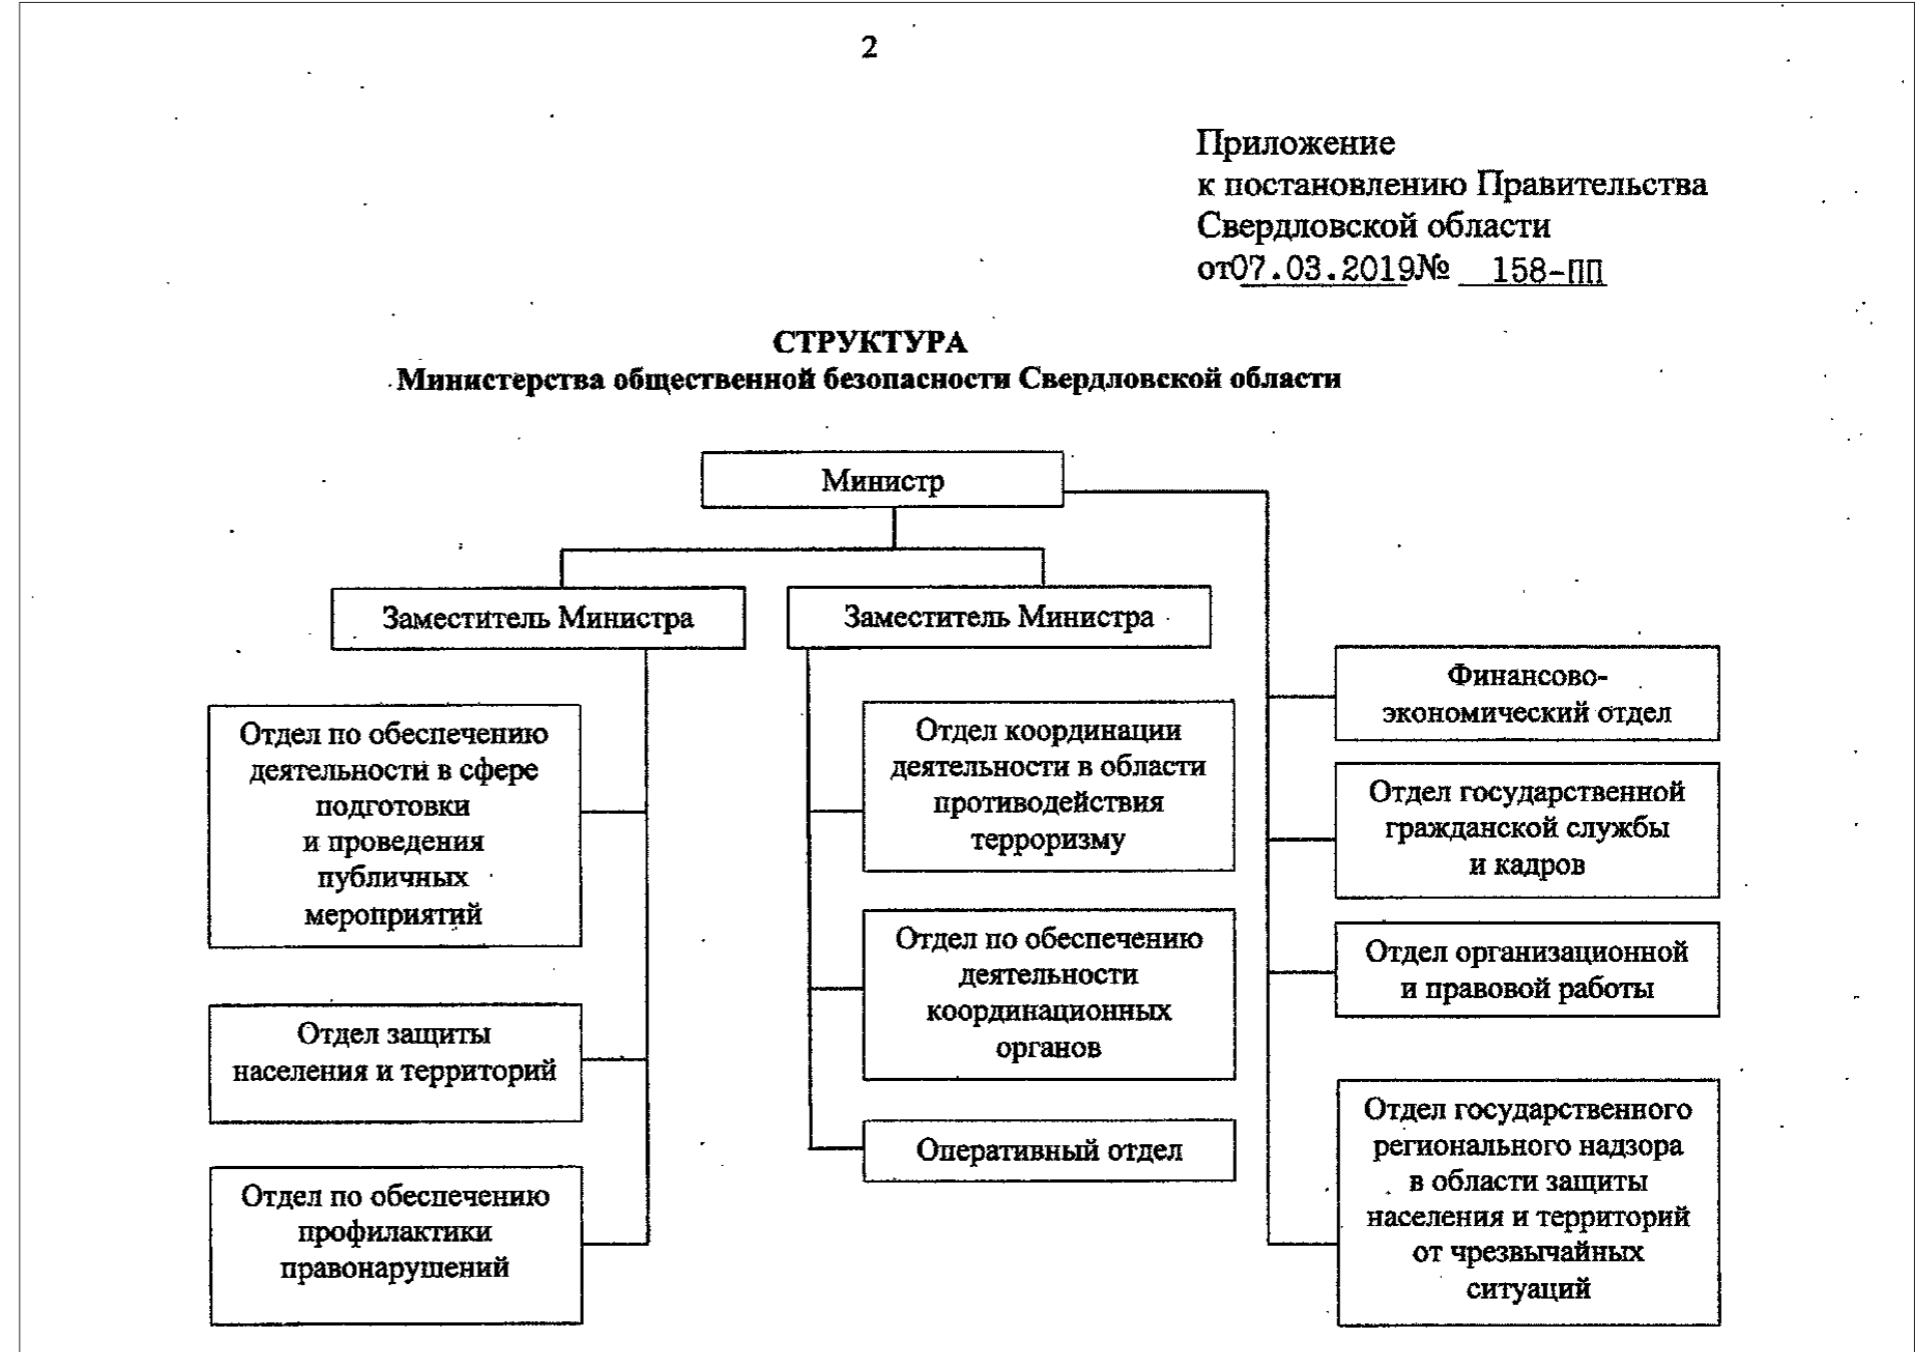 2
Приложение
к постановлению Правительства
Свердловской области
от07.03.2019№ 158-ПП
СТРУКТУРА
Министерства общественной безопасности Свердловской области
Министр
Заместитель Министра
Заместитель Министра
Отдел по обеспечению
деятельности в сфере
подготовки
и проведения
публичных
мероприятий
Отдел защиты
населения и территорий
Отдел по обеспечению
профилактики
правонарушений
Отдел координации
деятельности в области
противодействия
терроризму
Отдел по обеспечению
деятельности
координационных
органов
Оперативный отдел
Финансово-
экономический отдел
Отдел государственной
гражданской службы
и кадров
Отдел организационной
и правовой работы
Отдел государственного
регионального надзора
в области защиты
населения и территорий
от чрезвычайных
ситуаций